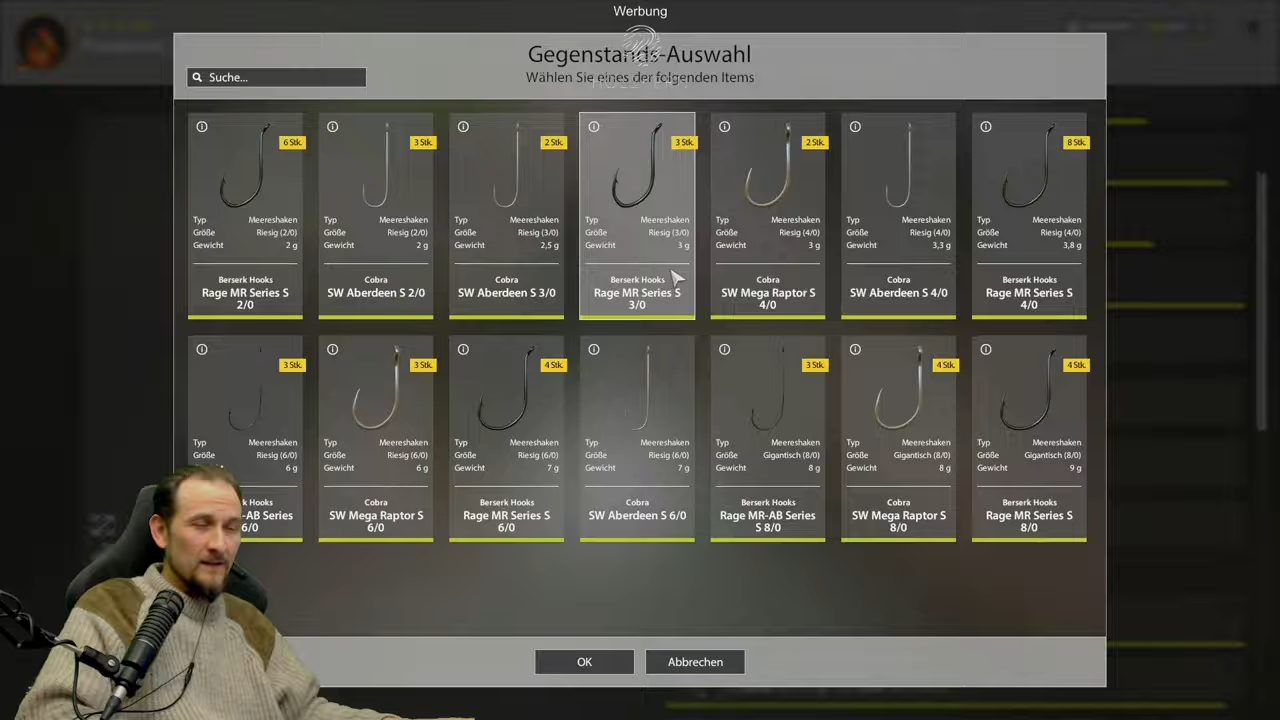 Werbung
Gegenstands-Auswahl
Suche...
Wählen Sie eines der folgenden Items
6 Stk.
Typ Meereshaken
Größe Riesig (2/0)
Gewicht 2 g
Berserk Hooks
Rage MR Series S
2/0
3 Stk.
Typ Meereshaken
Größe Riesig (2/0)
Gewicht 2 g
Cobra
SW Aberdeen S 2/0
2 Stk.
Typ Meereshaken
Größe Riesig (3/0)
Gewicht 2,5 g
Cobra
SW Aberdeen S 3/0
3 Stk.
Typ Meereshaken
Größe Riesig (3/0)
Gewicht 3 g
Berserk Hooks
Rage MR Series S
3/0
2 Stk.
Typ Meereshaken
Größe Riesig (4/0)
Gewicht 3 g
Cobra
SW Mega Raptor S
4/0
Typ Meereshaken
Größe Riesig (4/0)
Gewicht 3,3 g
Cobra
SW Aberdeen S 4/0
8 Stk.
Typ Meereshaken
Größe Riesig (4/0)
Gewicht 3,8 g
Berserk Hooks
Rage MR Series S
4/0
3 Stk.
Typ Meereshaken
Größe Riesig (6/0)
Gewicht 6 g
k Hooks
-AB Series
6/0
3 Stk.
Typ Meereshaken
Größe Riesig (6/0)
Gewicht 6 g
Cobra
SW Mega Raptor S
6/0
4 Stk.
Typ Meereshaken
Größe Riesig (6/0)
Gewicht 7 g
Berserk Hooks
Rage MR Series S
6/0
Typ Meereshaken
Größe Riesig (6/0)
Gewicht 7 g
Cobra
SW Aberdeen S 6/0
3 Stk.
Typ Meereshaken
Größe Gigantisch (8/0)
Gewicht 8 g
Berserk Hooks
Rage MR-AB Series
S 8/0
4 Stk.
Typ Meereshaken
Größe Gigantisch (8/0)
Gewicht 8 g
Cobra
SW Mega Raptor S
8/0
4 Stk.
Typ Meereshaken
Größe Gigantisch (8/0)
Gewicht 9 g
Berserk Hooks
Rage MR Series S
8/0
OK
Abbrechen